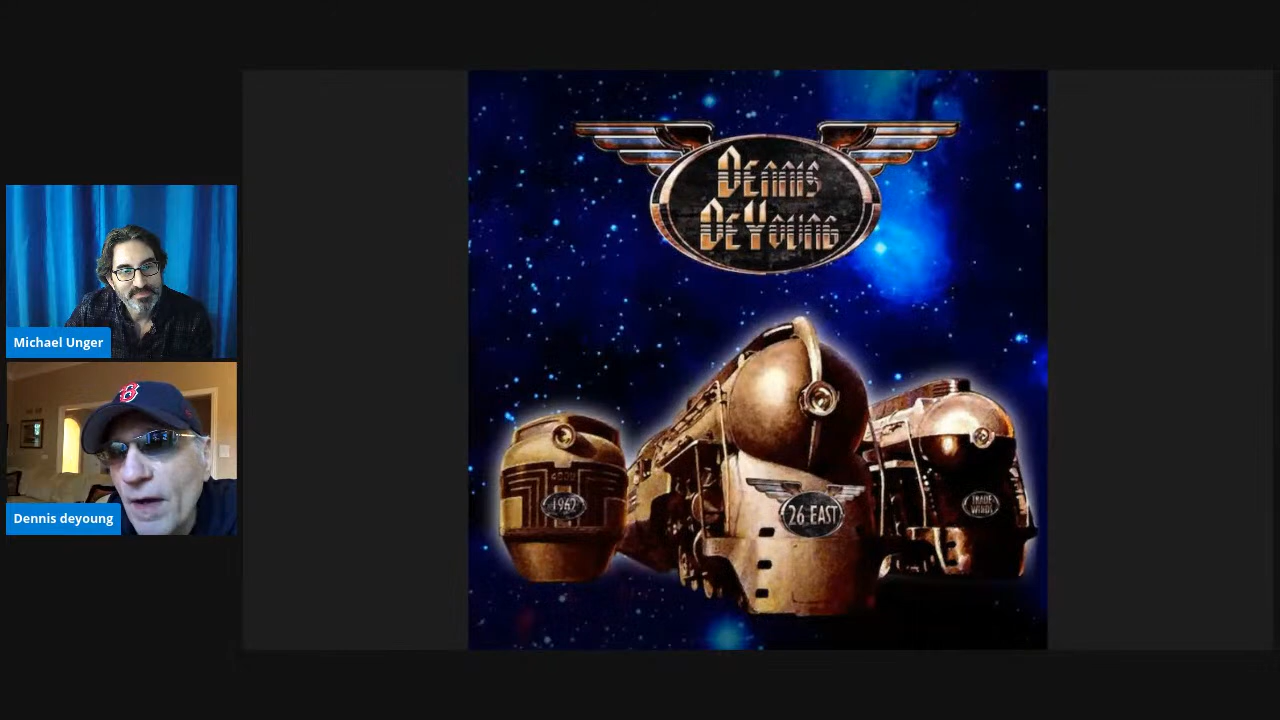 Michael Unger
Dennis deyoung
DENNIS
DEYOUNG
1962
26 EAST
TRADE
WINDS
B